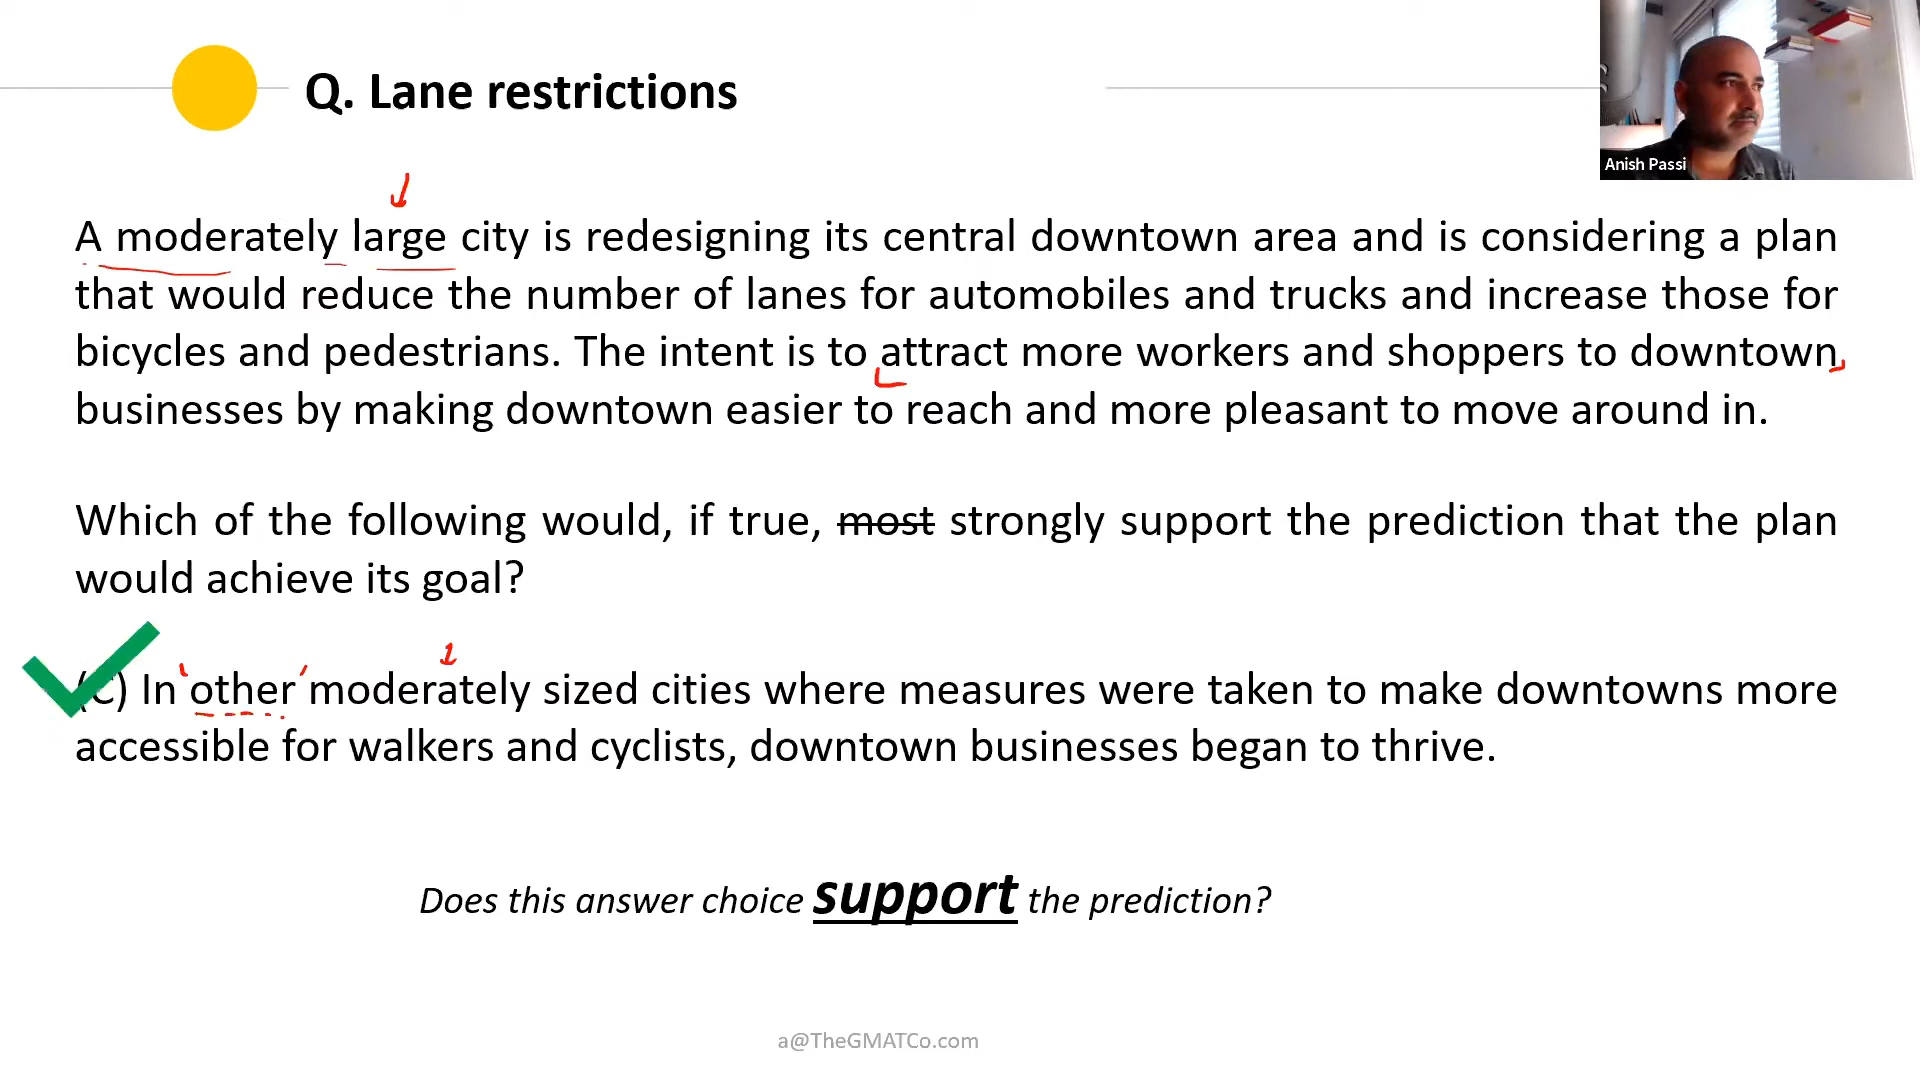 Q. Lane restrictions
Anish Passi
A moderately large city is redesigning its central downtown area and is considering a plan
that would reduce the number of lanes for automobiles and trucks and increase those for
bicycles and pedestrians. The intent is to attract more workers and shoppers to downtown
businesses by making downtown easier to reach and more pleasant to move around in.
Which of the following would, if true, most strongly support the prediction that the plan
would achieve its goal?
(C) In 'other' moderately sized cities where measures were taken to make downtowns more
accessible for walkers and cyclists, downtown businesses began to thrive.
Does this answer choice support the prediction?
a@TheGMATCo.com